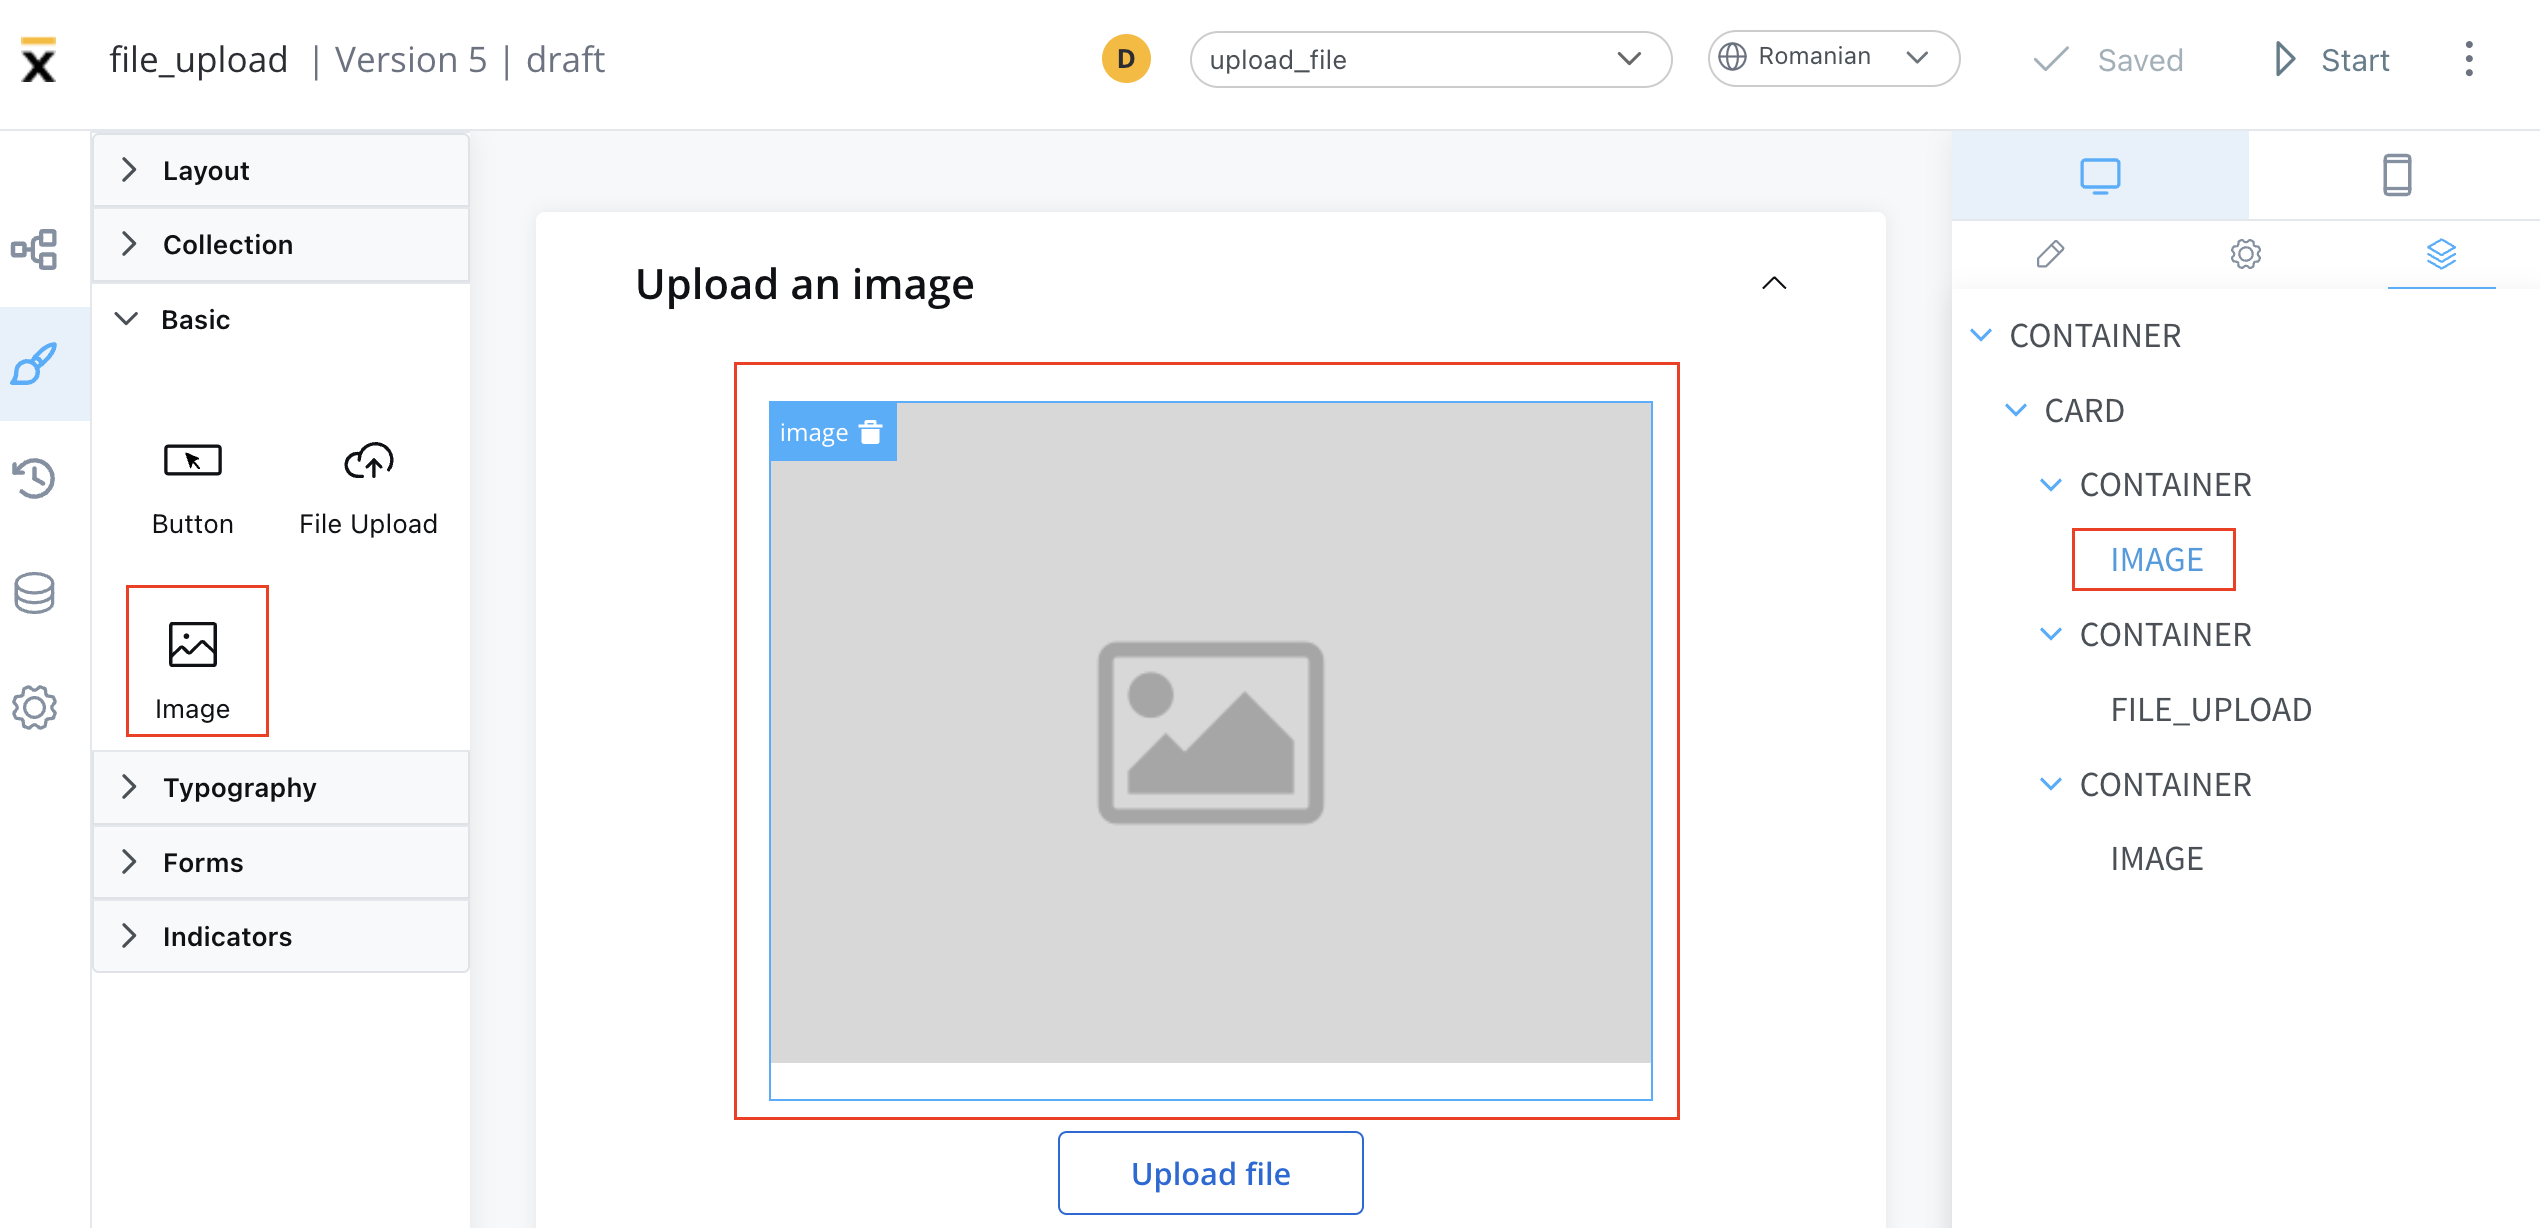 file_upload | Version 5 | draft
D
upload_file
Romanian
Saved
Start
Layout
Collection
Basic
Button
File Upload
Image
Typography
Forms
Indicators
Upload an image
image
Upload file
CONTAINER
CARD
CONTAINER
IMAGE
CONTAINER
FILE_UPLOAD
CONTAINER
IMAGE